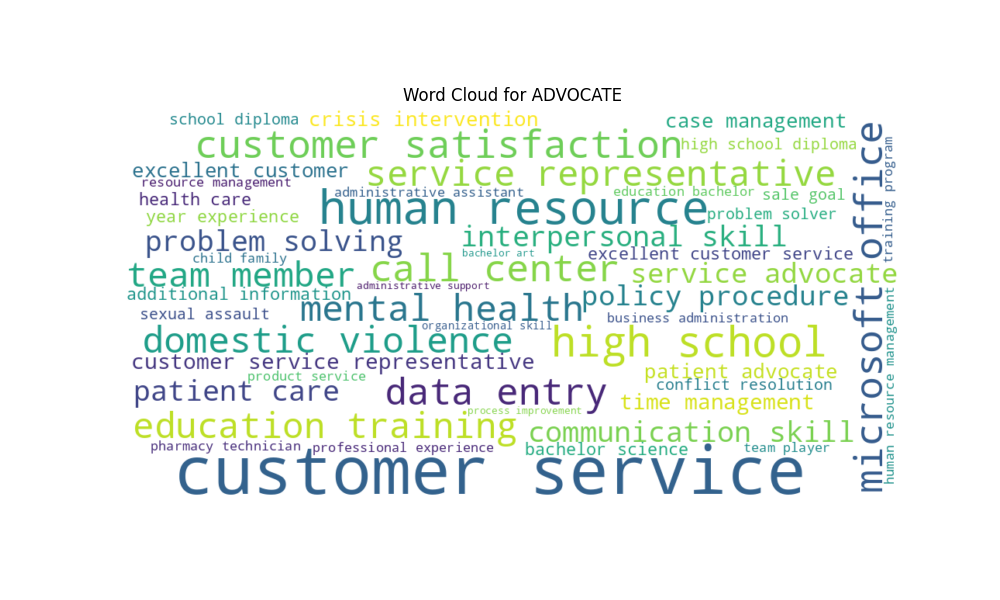 Word Cloud for ADVOCATE
school diploma
crisis intervention
case management
customer satisfaction
high school diploma
excellent customer
service representative
resource management
administrative assistant
education bachelor
sale goal
health care
human resource
year experience
problem solver
problem solving
interpersonal skill
bachelor art
excellent customer service
child family
team member
call center
service advocate
administrative support
additional information
mental health
policy procedure
sexual assault
organizational skill
business administration
domestic violence
high school
customer service representative
product service
patient advocate
patient care
data entry
conflict resolution
time management
process improvement
education training
communication skill
pharmacy technician
professional experience
bachelor science
team player
customer service
microsoft office
training program
human resource management